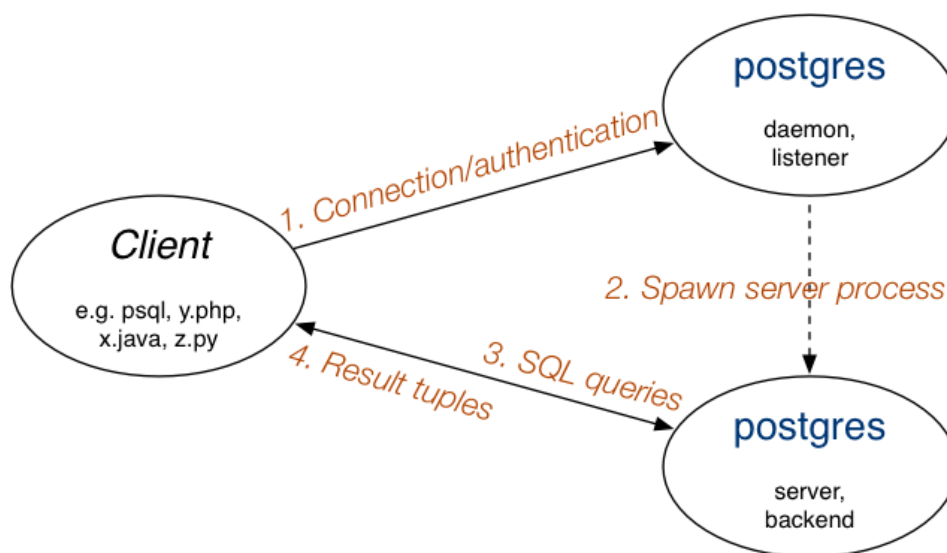 postgres
daemon,
listener
1. Connection/authentication
Client
e.g. psql, y.php,
x.java, z.py
2. Spawn server process
3. SQL queries
4. Result tuples
postgres
server,
backend